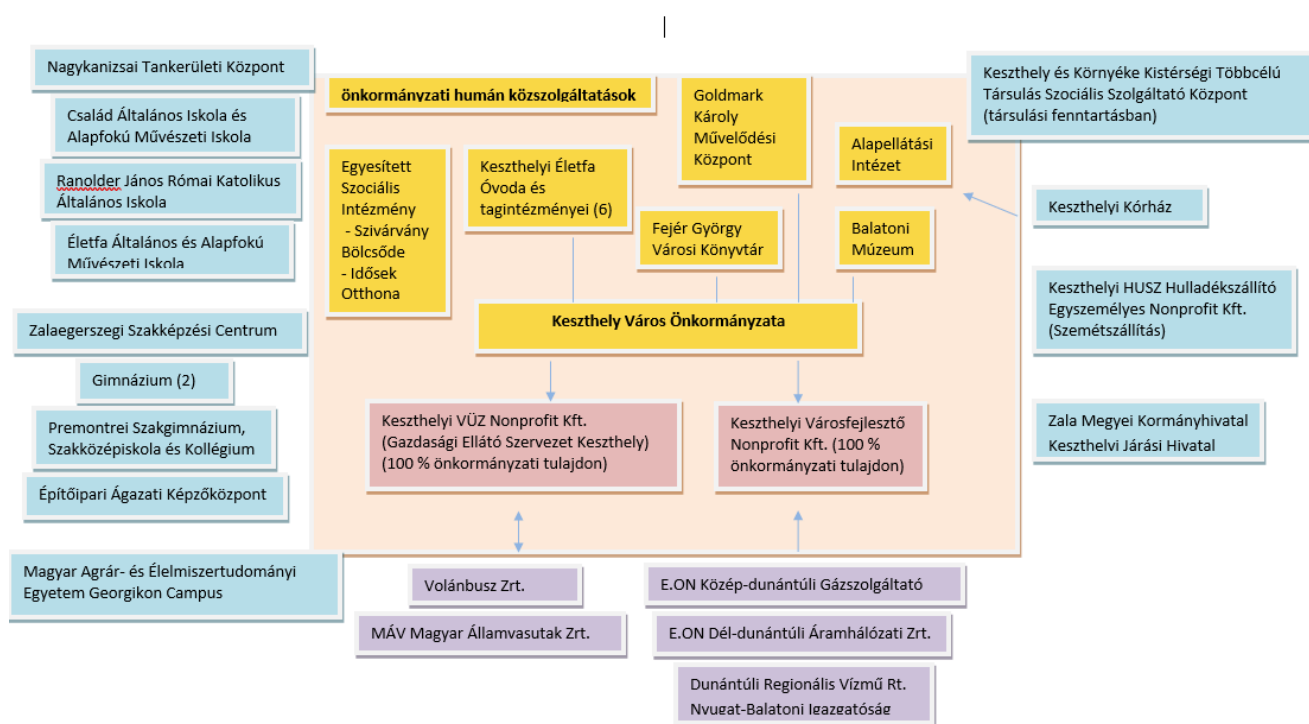 Nagykanizsai Tankerületi Központ
Család Általános Iskola és
Alapfokú Művészeti Iskola
Ranolder János Római Katolikus
Általános Iskola
Életfa Általános és Alapfokú
Művészeti Iskola
Zalaegerszegi Szakképzési Centrum
Gimnázium (2)
Premontrei Szakgimnázium,
Szakközépiskola és Kollégium
Építőipari Ágazati Képzőközpont
Magyar Agrár- és Élelmiszertudományi
Egyetem Georgikon Campus
önkormányzati humán közszolgáltatások
Egyesített
Szociális
Intézmény
- Szivárvány
Bölcsőde
- Idősek
Otthona
Keszthelyi Életfa
Óvoda és
tagintézményei (6)
Goldmark
Károly
Művelődési
Központ
Fejér György
Városi Könyvtár
Alapellátási
Intézet
Balatoni
Múzeum
Keszthely Város Önkormányzata
Keszthelyi VÜZ Nonprofit Kft.
(Gazdasági Ellátó Szervezet Keszthely)
(100 % önkormányzati tulajdon)
Keszthelyi Városfejlesztő
Nonprofit Kft. (100 %
önkormányzati tulajdon)
Volánbusz Zrt.
MÁV Magyar Államvasutak Zrt.
E.ON Közép-dunántúli Gázszolgáltató
E.ON Dél-dunántúli Áramhálózati Zrt.
Dunántúli Regionális Vízmű Rt.
Nyugat-Balatoni Igazgatóság
Keszthely és Környéke Kistérségi Többcélú
Társulás Szociális Szolgáltató Központ
(társulási fenntartásban)
Keszthelyi Kórház
Keszthelyi HUSZ Hulladékszállító
Egyszemélyes Nonprofit Kft.
(Szemétszállítás)
Zala Megyei Kormányhivatal
Keszthelyi Járási Hivatal